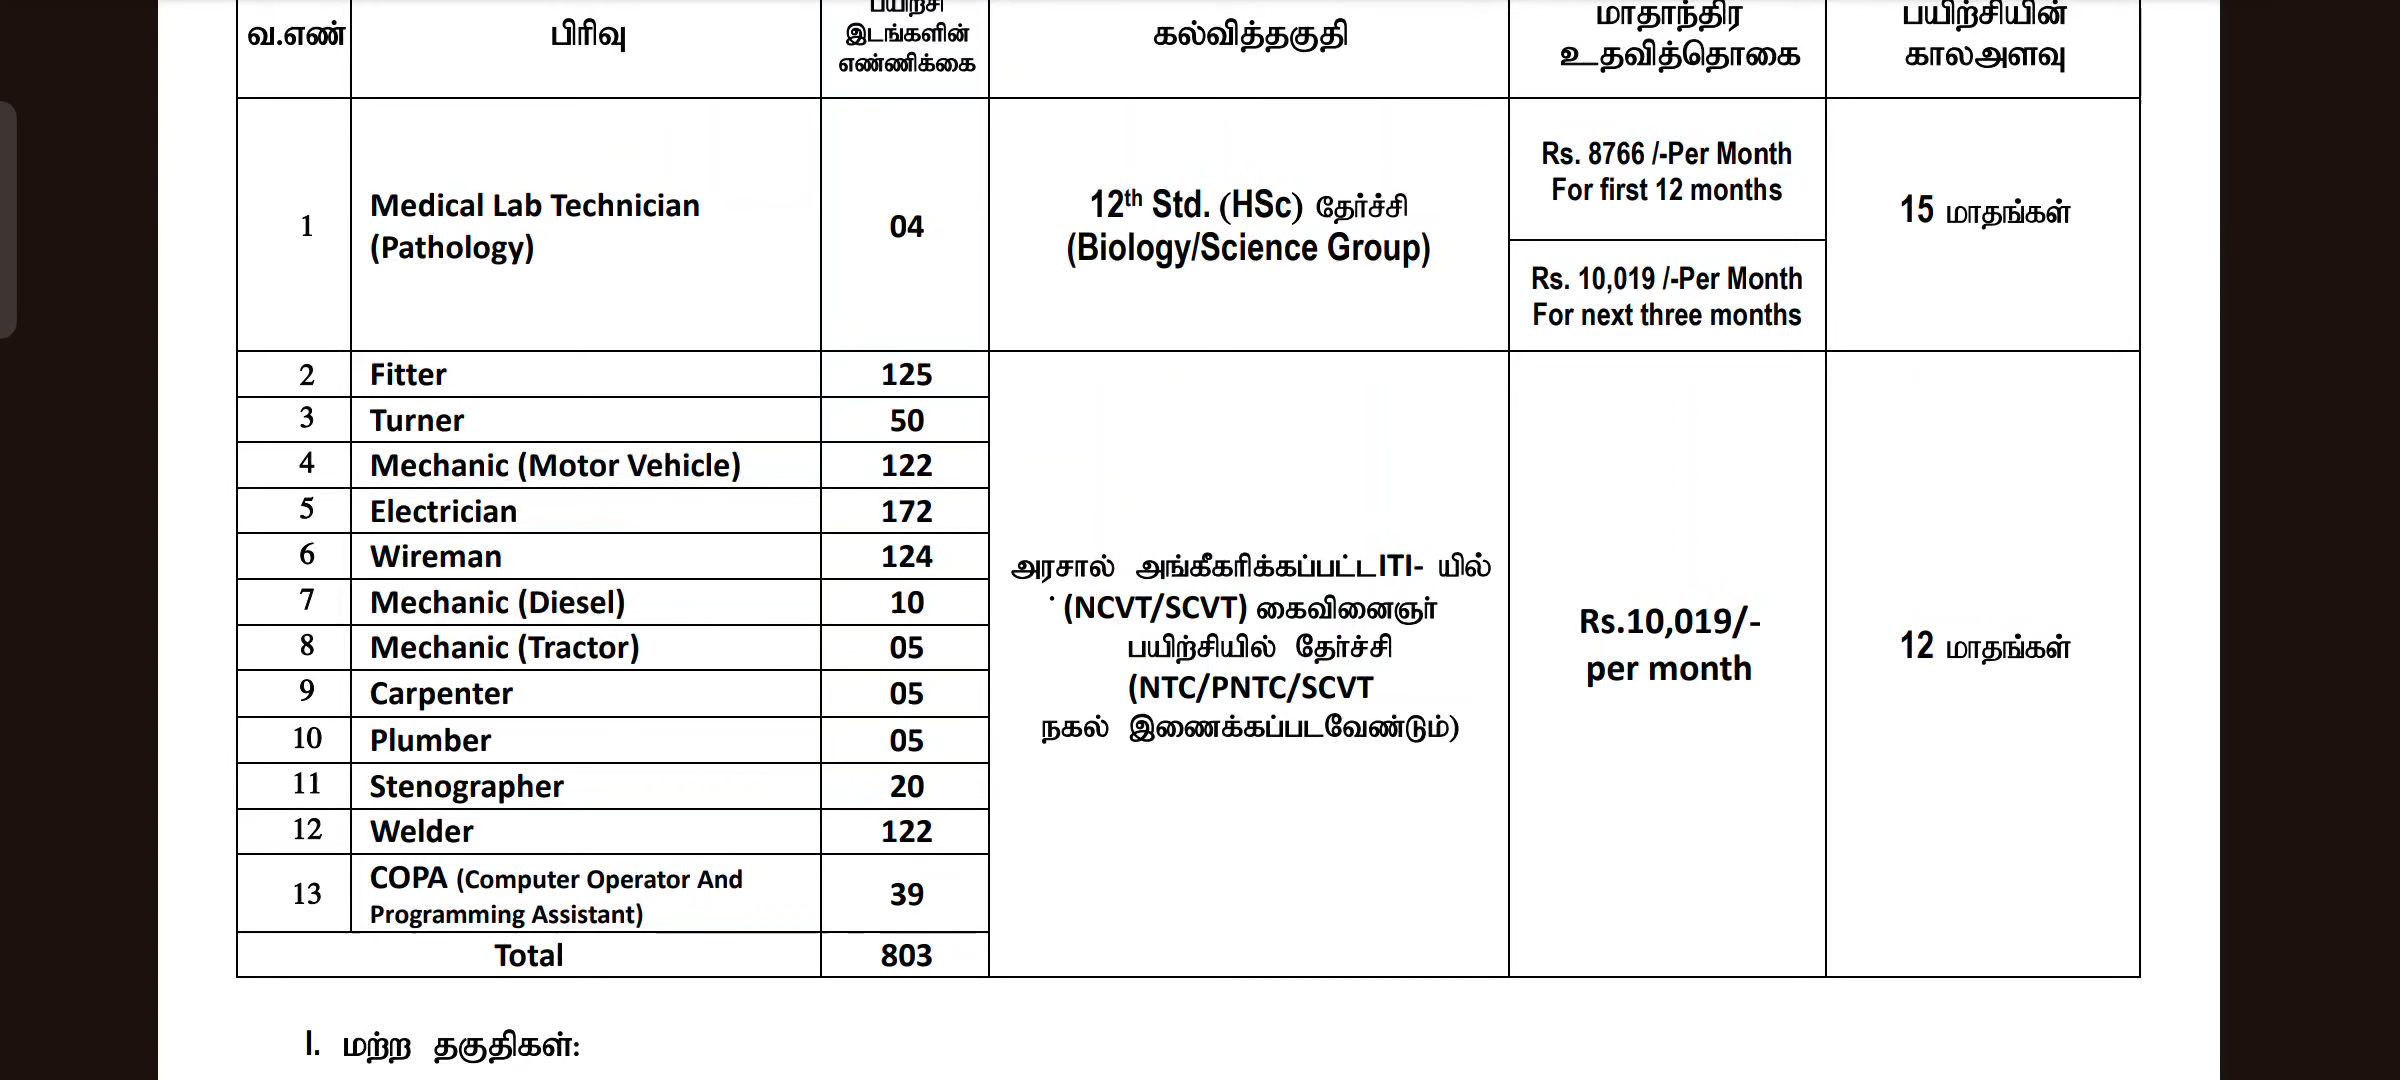 வ.எண்
பிரிவு
பயிற்சி
இடங்களின்
எண்ணிக்கை
கல்வித்தகுதி
மாதாந்திர
உதவித்தொகை
பயிற்சியின்
காலஅளவு
1
Medical Lab Technician
(Pathology)
04
12th Std. (HSc) தேர்ச்சி
(Biology/Science Group)
Rs. 8766 /-Per Month
For first 12 months
Rs. 10,019 /-Per Month
For next three months
15 மாதங்கள்
2 Fitter 125
3 Turner 50
4 Mechanic (Motor Vehicle) 122
5 Electrician 172
6 Wireman 124
7 Mechanic (Diesel) 10
8 Mechanic (Tractor) 05
9 Carpenter 05
10 Plumber 05
11 Stenographer 20
12 Welder 122
13
COPA (Computer Operator And
Programming Assistant)
39
Total 803
அரசால் அங்கீகரிக்கப்பட்டITI- யில்
(NCVT/SCVT) கைவினைஞர்
பயிற்சியில் தேர்ச்சி
(NTC/PNTC/SCVT
நகல் இணைக்கப்படவேண்டும்)
Rs.10,019/-
per month
12 மாதங்கள்
I. மற்ற தகுதிகள்: